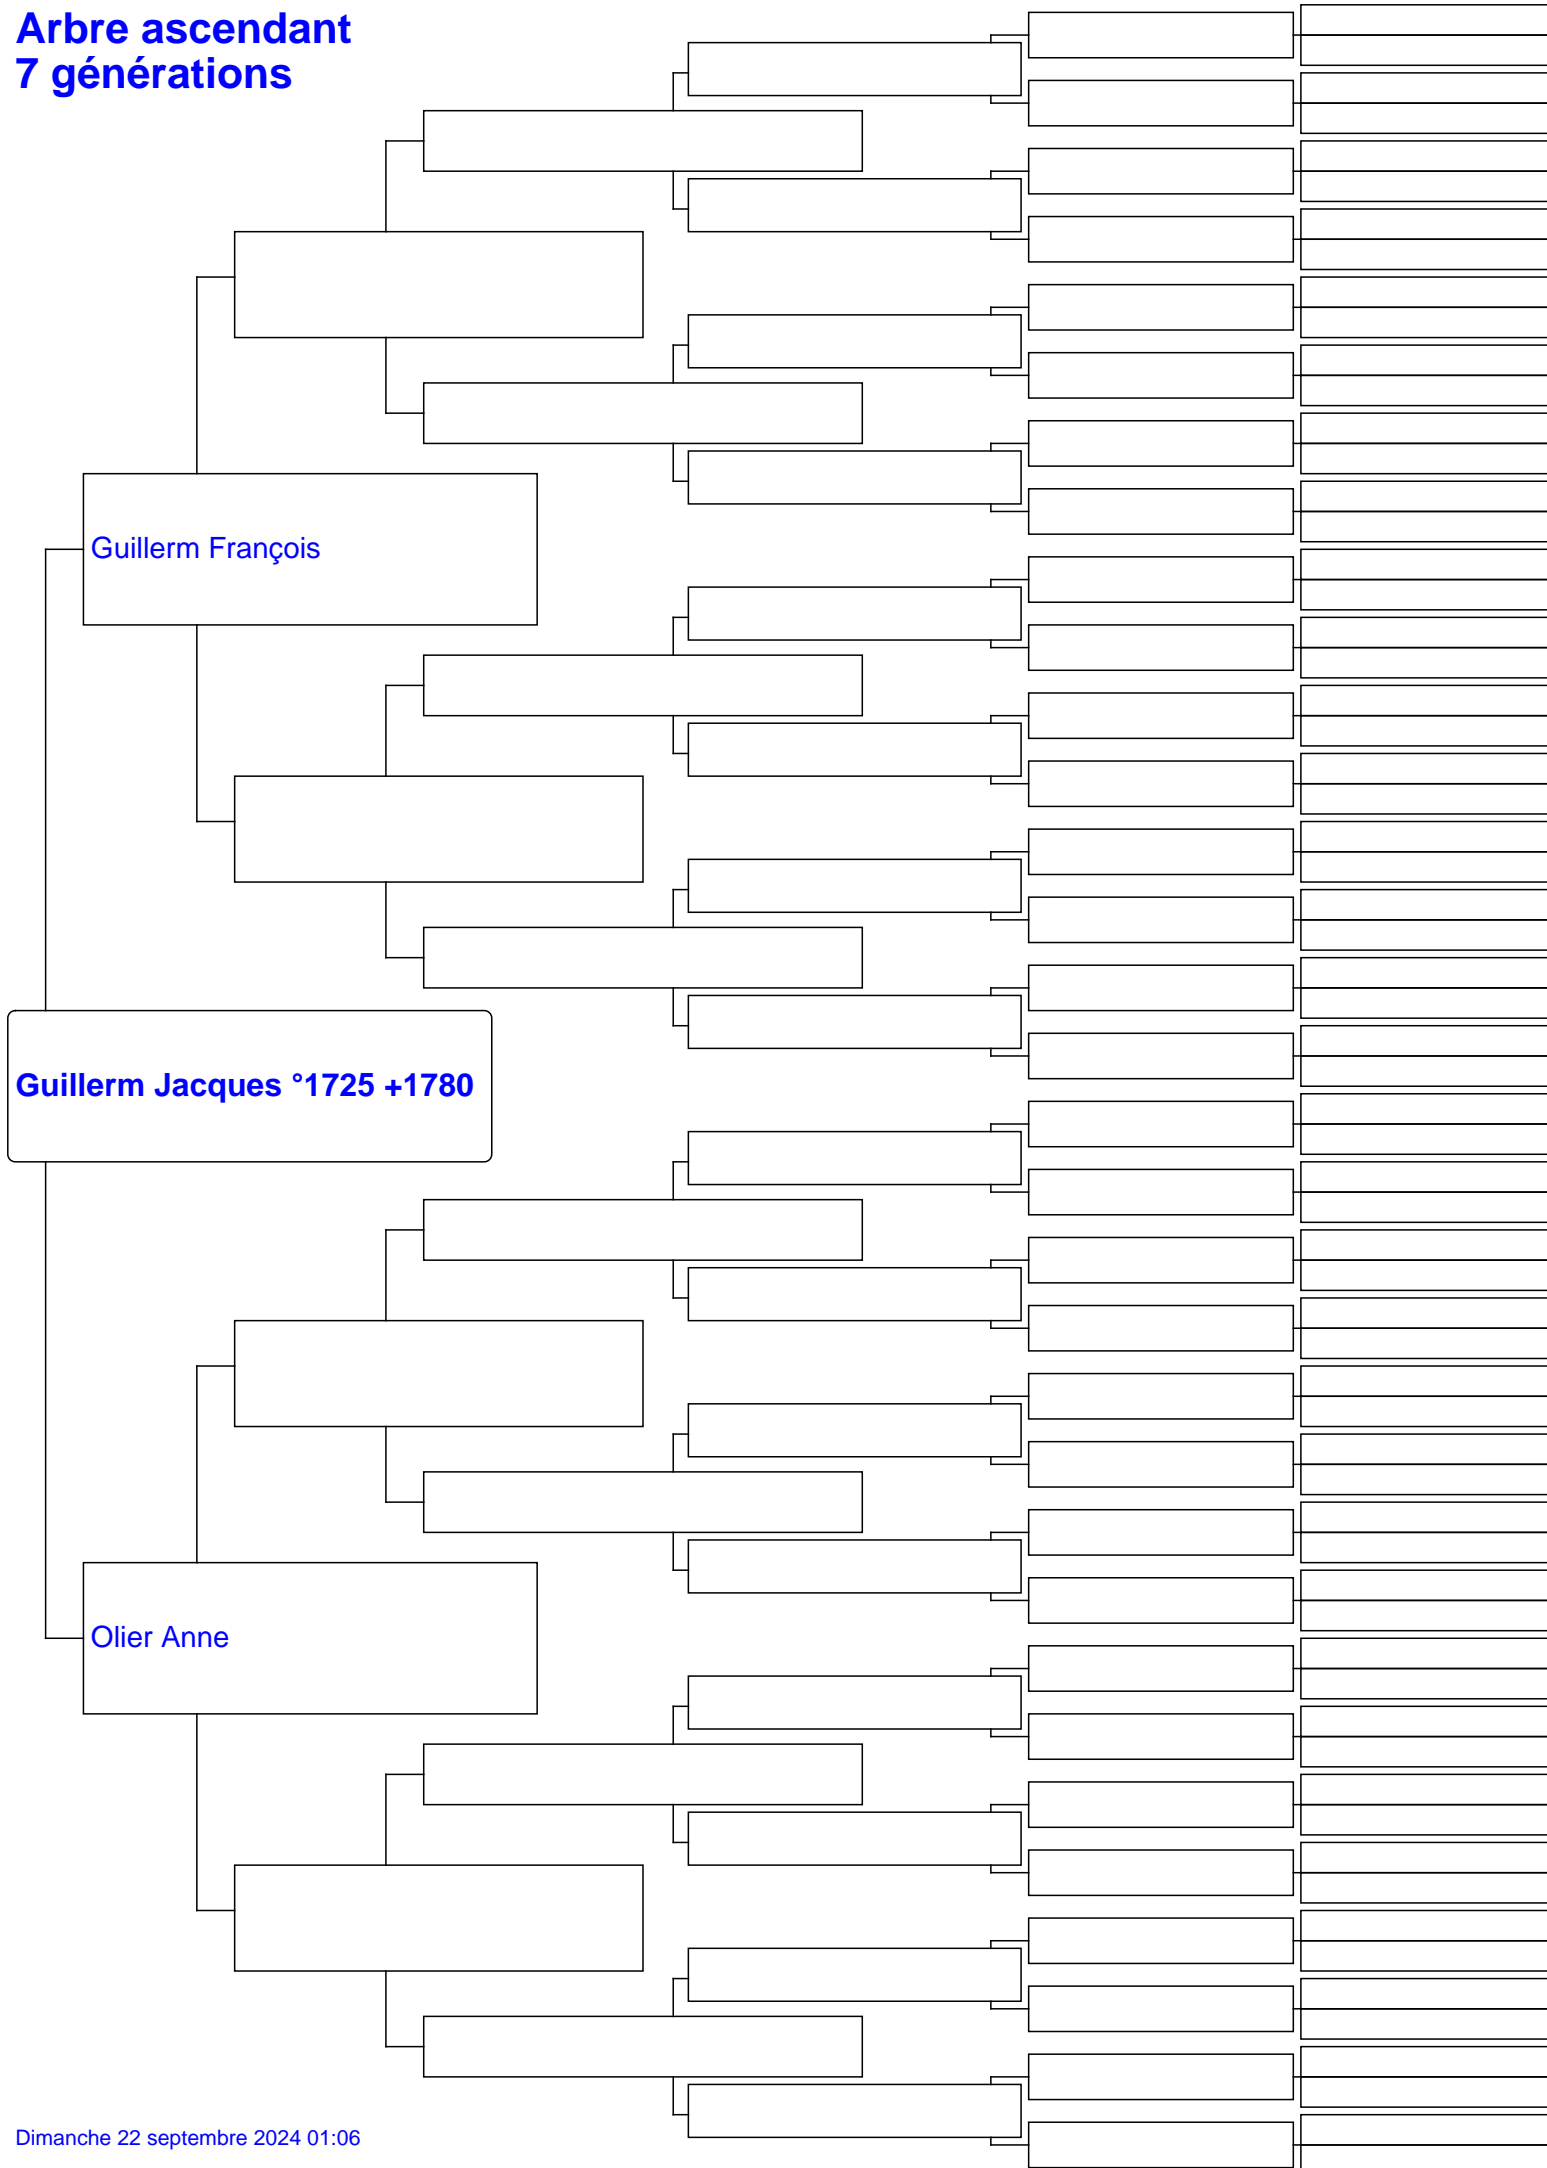 Arbre ascendant
7 générations
Guillerm François
Guillerm Jacques °1725 +1780
Olier Anne
Dimanche 22 septembre 2024 01:06